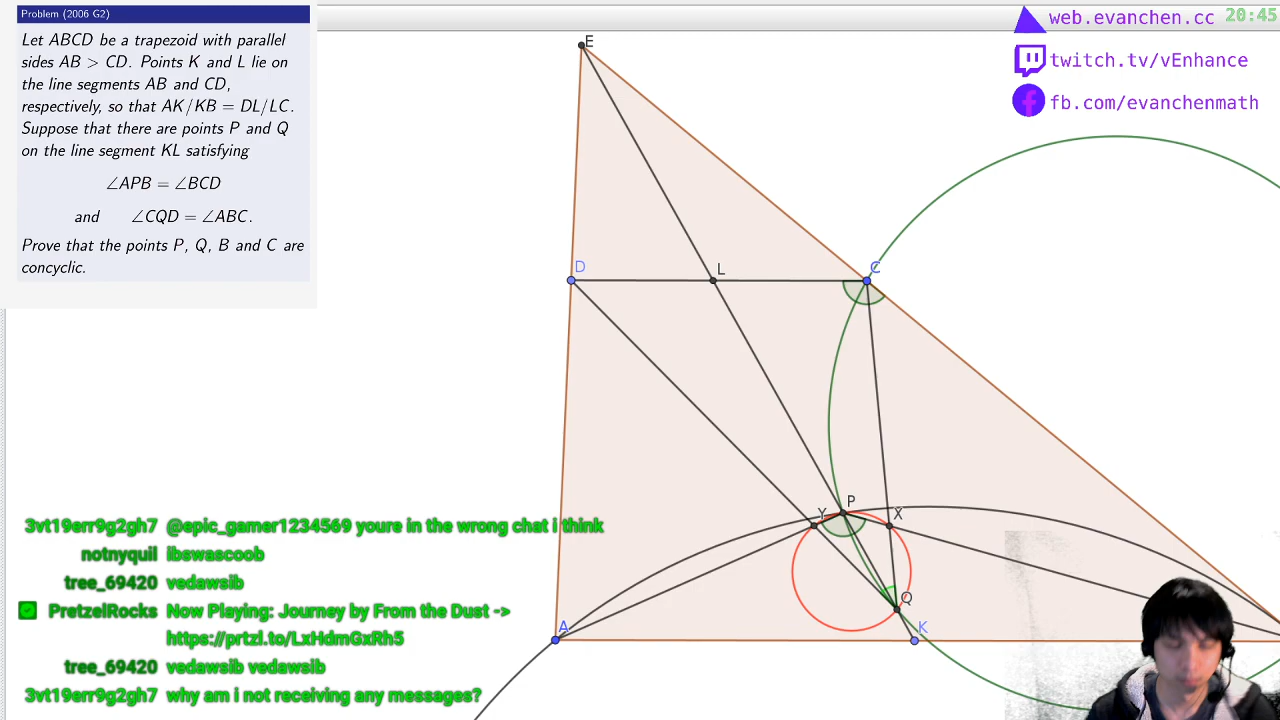 Problem (2006 G2)
Let ABCD be a trapezoid with parallel
sides AB > CD. Points K and L lie on
the line segments AB and CD,
respectively, so that AK/KB = DL/LC.
Suppose that there are points P and Q
on the line segment KL satisfying
∠APB = ∠BCD
and ∠CQD = ∠ABC.
Prove that the points P, Q, B and C are
concyclic.
web.evanchen.cc 20:45
twitch.tv/vEnhance
fb.com/evanchenmath
E
D
L
C
P
Y
X
Q
A
K
3vt19err9g2gh7 @epic_gamer1234569 youre in the wrong chat i think
notnyquil ibswascoob
tree_69420 vedawsib
PretzelRocks Now Playing: Journey by From the Dust ->
https://prtzl.to/LxHdmGxRh5
tree_69420 vedawsib vedawsib
3vt19err9g2gh7 why am i not receiving any messages?